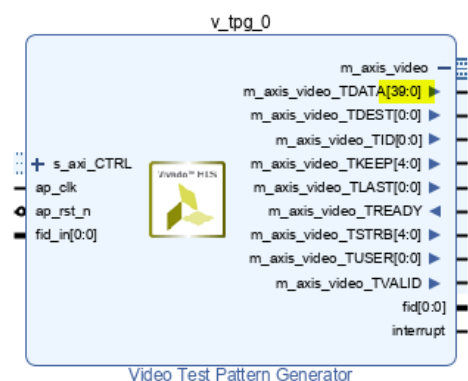 v_tpg_0
m_axis_video
m_axis_video_TDATA[39:0]
m_axis_video_TDEST[0:0]
m_axis_video_TID[0:0]
s_axi_CTRL
m_axis_video_TKEEP[4:0]
Vivado™ HLS
ap_clk
m_axis_video_TLAST[0:0]
ap_rst_n
m_axis_video_TREADY
fid_in[0:0]
m_axis_video_TSTRB[4:0]
m_axis_video_TUSER[0:0]
m_axis_video_TVALID
fid[0:0]
interrupt
Video Test Pattern Generator